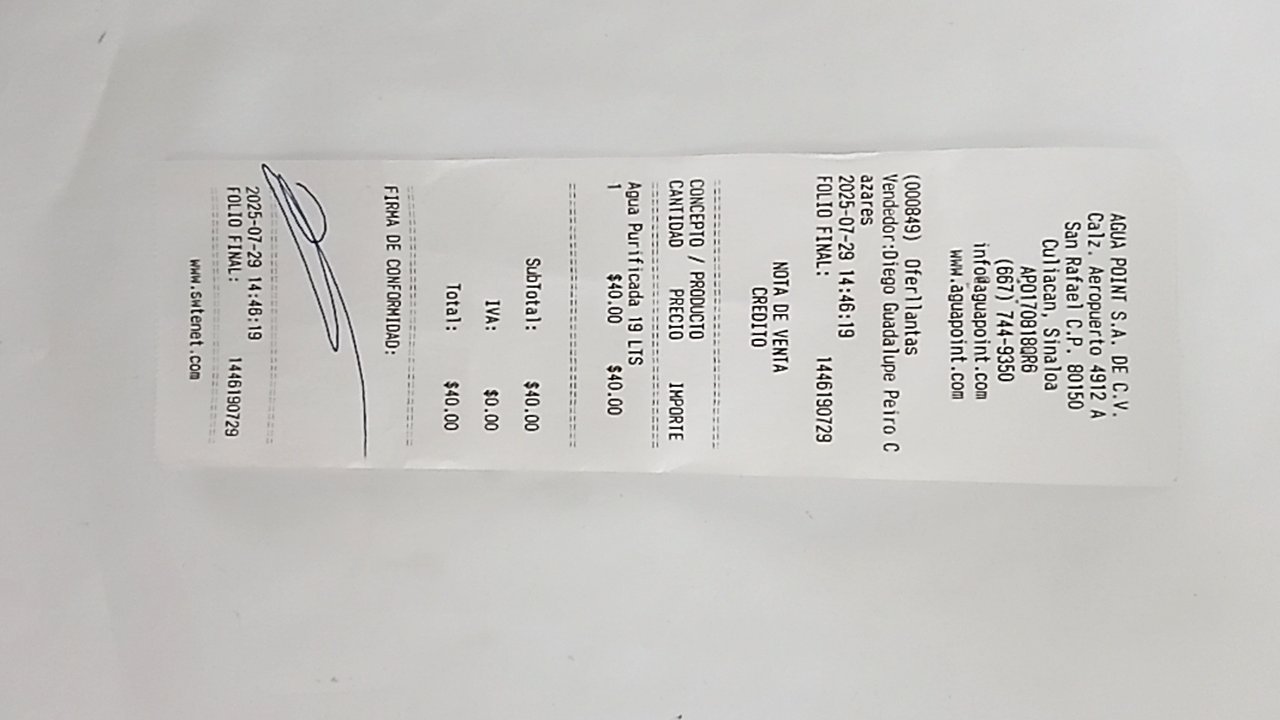 AGUA POINT S.A. DE C.V.
Calz. Aeropuerto 4912 A
San Rafael C.P. 80150
Culiacan, Sinaloa
APO170818QR6
(667) 744-9350
info@aguapoint.com
www.aguapoint.com
(000849) Oferllantas
Vendedor:Diego Guadalupe Peiro C
azares
2025-07-29 14:46:19
FOLIO FINAL: 1446190729
NOTA DE VENTA
CREDITO
CONCEPTO / PRODUCTO
CANTIDAD PRECIO IMPORTE
Agua Purificada 19 LTS
1 $40.00 $40.00
SubTotal: $40.00
IVA: $0.00
Total: $40.00
FIRMA DE CONFORMIDAD:
2025-07-29 14:46:19
FOLIO FINAL: 1446190729
www.swtenet.com